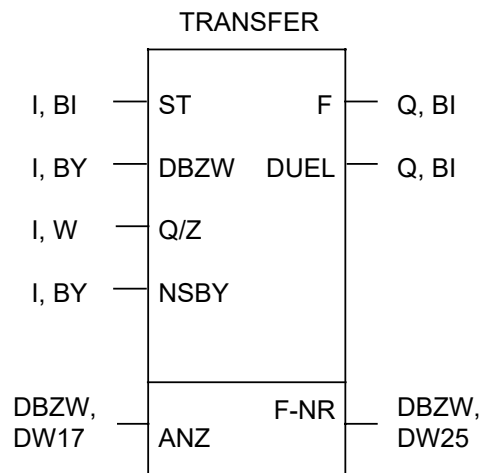 TRANSFER
I, BI ST F Q, BI
I, BY DBZW DUEL Q, BI
I, W Q/Z
I, BY NSBY
DBZW, F-NR DBZW,
DW17 ANZ DW25